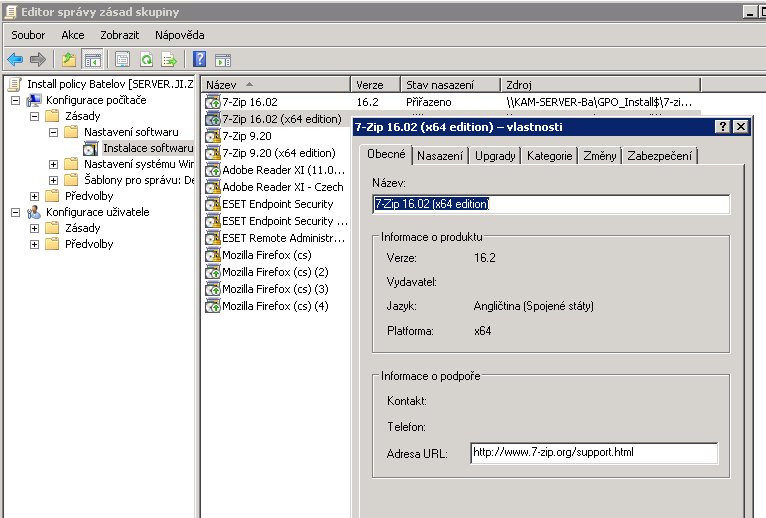 Editor správy zásad skupiny
Soubor Akce Zobrazit Nápověda
Install policy Batelov [SERVER.JI.Z
Konfigurace počítače
Zásady
Nastavení softwaru
Instalace softwaru
Nastavení systému Wir
Šablony pro správu: De
Předvolby
Konfigurace uživatele
Zásady
Předvolby
Název Verze Stav nasazení Zdroj
7-Zip 16.02 16.2 Přiřazeno \\KAM-SERVER-Ba\GPO_Install$\7-zi...
7-Zip 16.02 (x64 edition)
7-Zip 9.20
7-Zip 9.20 (x64 edition)
Adobe Reader XI (11.0...
Adobe Reader XI - Czech
ESET Endpoint Security
ESET Endpoint Security ...
ESET Remote Administr...
Mozilla Firefox (cs)
Mozilla Firefox (cs) (2)
Mozilla Firefox (cs) (3)
Mozilla Firefox (cs) (4)
7-Zip 16.02 (x64 edition) – vlastnosti
Obecné Nasazení Upgrady Kategorie Změny Zabezpečení
Název:
7-Zip 16.02 (x64 edition)
Informace o produktu
Verze: 16.2
Vydavatel:
Jazyk: Angličtina (Spojené státy)
Platforma: x64
Informace o podpoře
Kontakt:
Telefon:
Adresa URL: http://www.7-zip.org/support.html